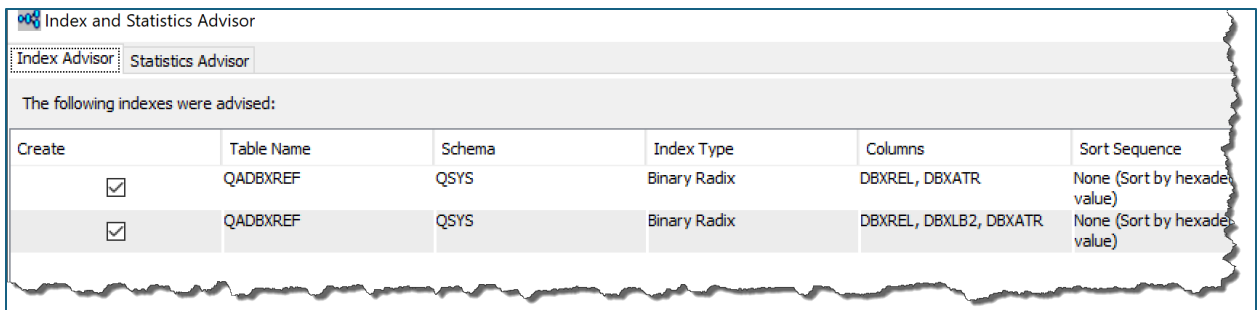 Index and Statistics Advisor
Index Advisor Statistics Advisor
The following indexes were advised:
Create Table Name Schema Index Type Columns Sort Sequence
QADBXREF QSYS Binary Radix DBXREL, DBXATR None (Sort by
value)
QADBXREF QSYS Binary Radix DBXREL, DBXLB2, DBXATR None (Sort by
value)